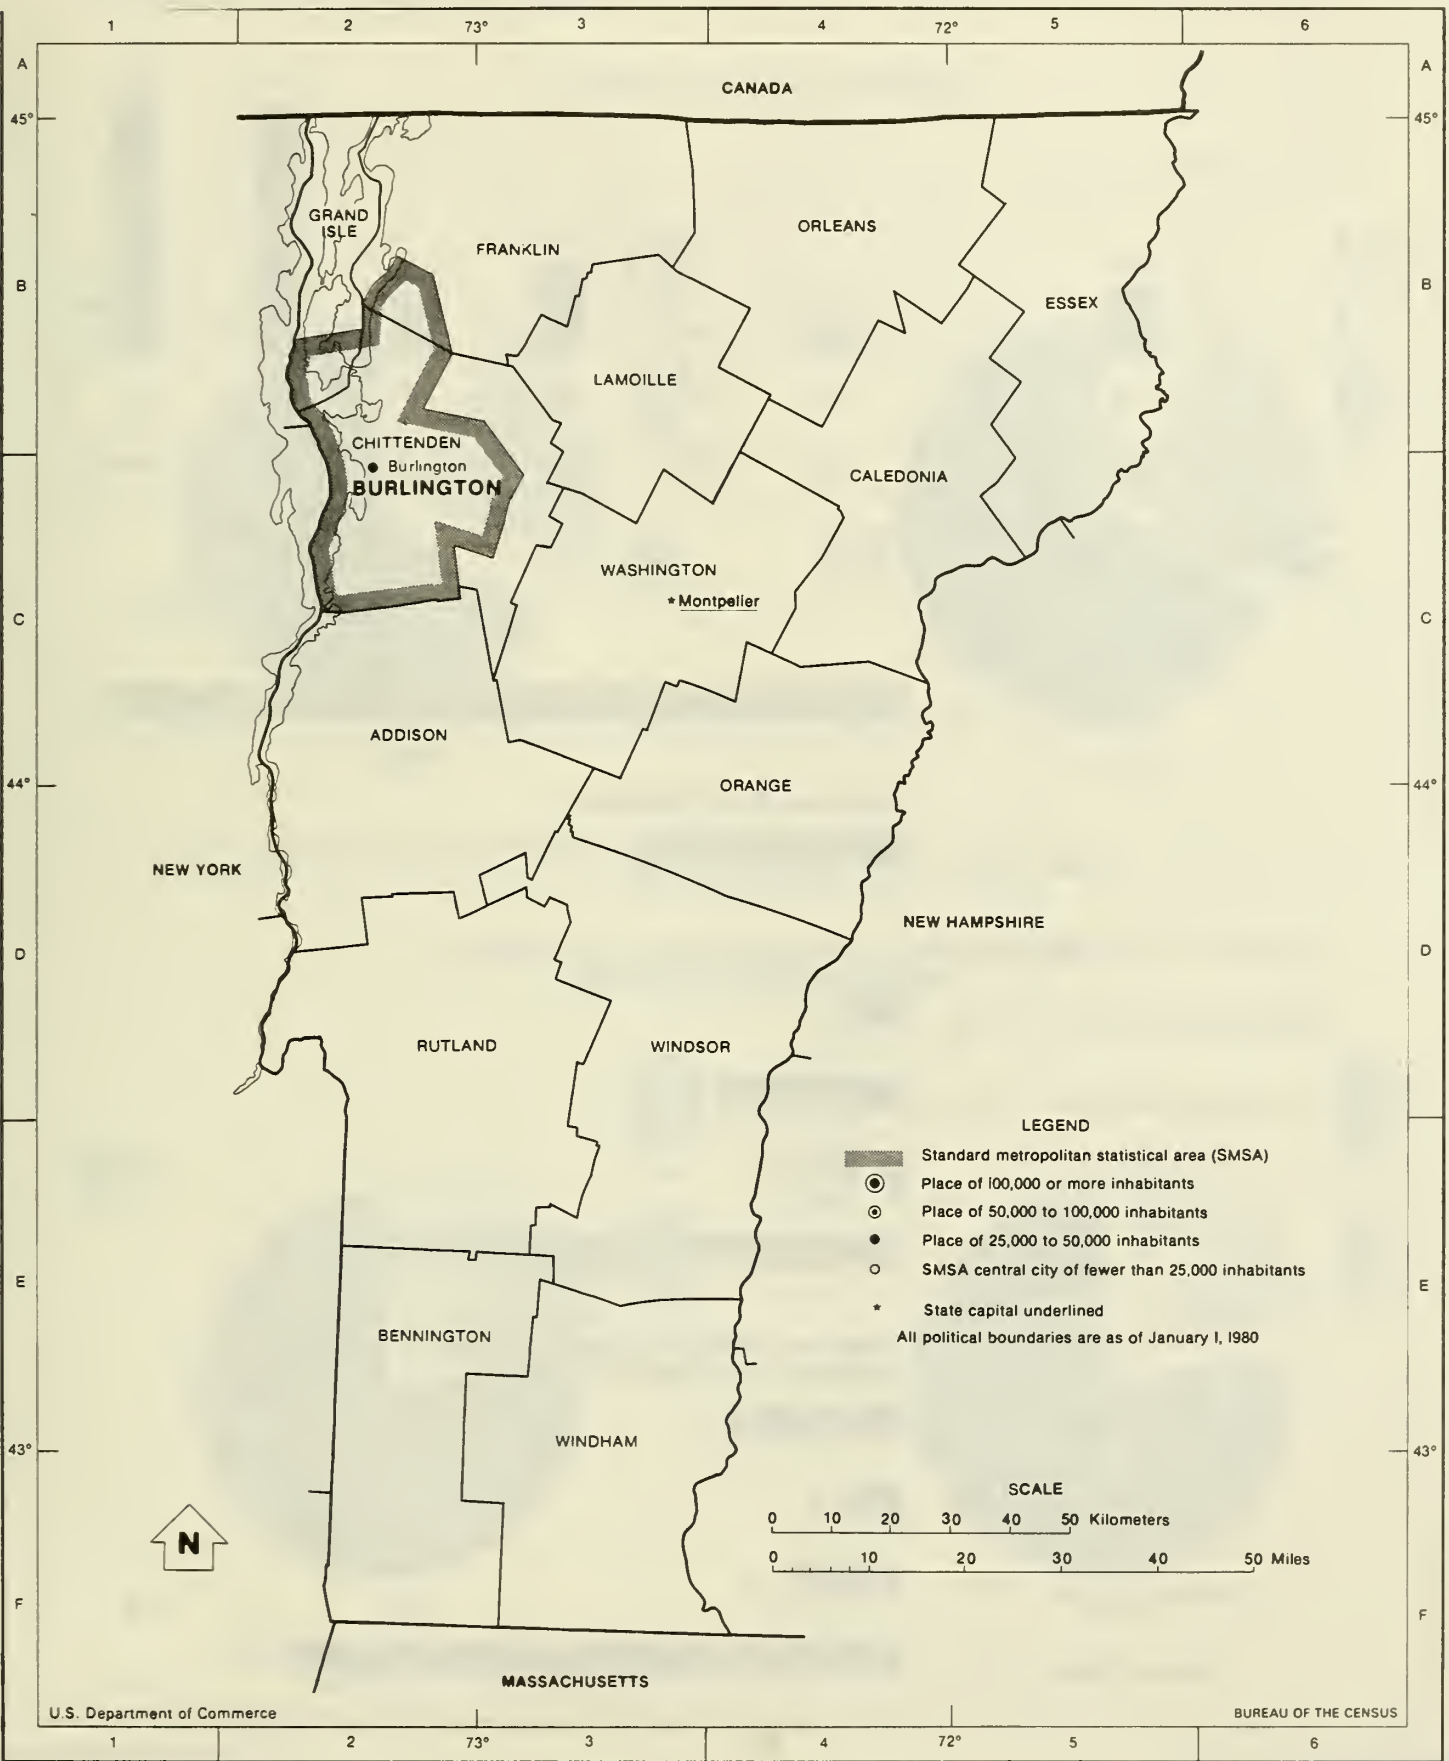 1 2 73° 3 4 72° 5 6
A A
CANADA
45° 45°
GRAND
ISLE
ORLEANS
FRANKLIN
B B
ESSEX
LAMOILLE
CHITTENDEN
Burlington
BURLINGTON
CALEDONIA
WASHINGTON
* Montpelier
C C
ADDISON
44° 44°
ORANGE
NEW YORK
NEW HAMPSHIRE
D D
RUTLAND
WINDSOR
LEGEND
Standard metropolitan statistical area (SMSA)
Place of 100,000 or more inhabitants
Place of 50,000 to 100,000 inhabitants
Place of 25,000 to 50,000 inhabitants
SMSA central city of fewer than 25,000 inhabitants
* State capital underlined
All political boundaries are as of January 1, 1980
E E
BENNINGTON
WINDHAM
43° 43°
SCALE
0 10 20 30 40 50 Kilometers
0 10 20 30 40 50 Miles
N
F F
MASSACHUSETTS
U.S. Department of Commerce
BUREAU OF THE CENSUS
1 2 73° 3 4 72° 5 6